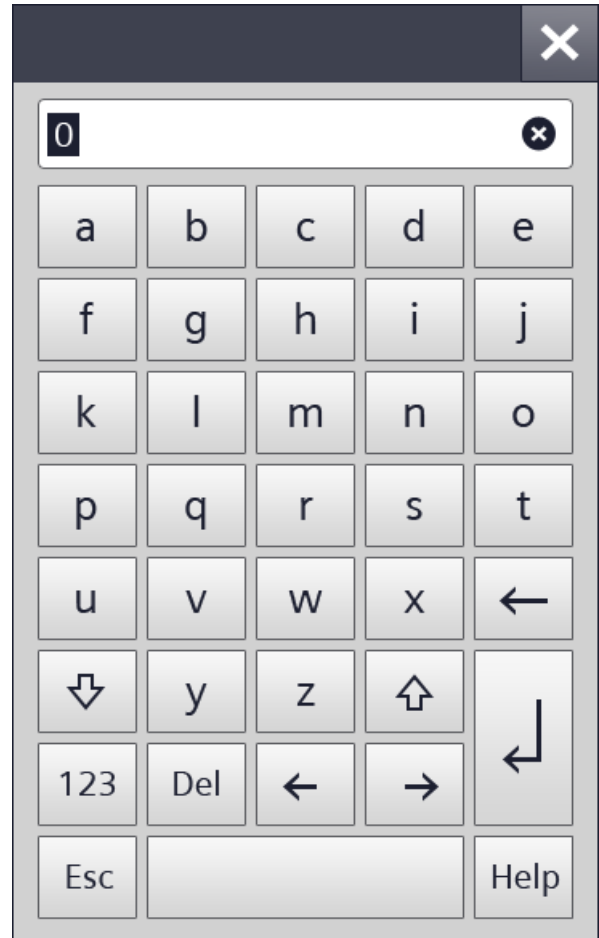 0
a b c d e
f g h i j
k l m n o
p q r s t
u v w x ←
y z
123 Del ← →
Esc Help